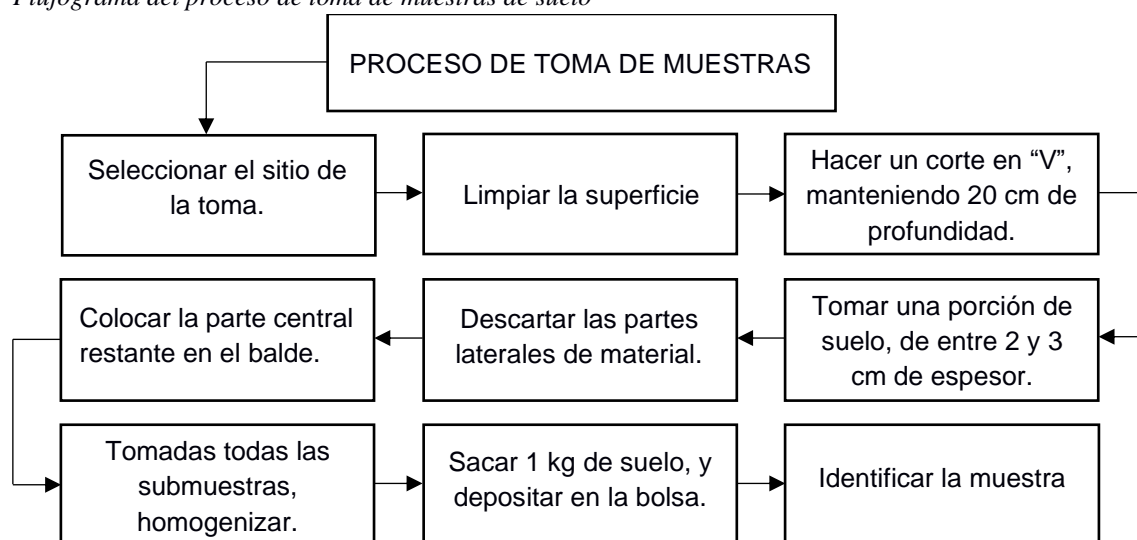 Flujograma del proceso de toma de muestras de suelo
PROCESO DE TOMA DE MUESTRAS
Seleccionar el sitio de
la toma.
Limpiar la superficie
Hacer un corte en “V”,
manteniendo 20 cm de
profundidad.
Tomar una porción de
suelo, de entre 2 y 3
cm de espesor.
Descartar las partes
laterales de material.
Colocar la parte central
restante en el balde.
Tomadas todas las
submuestras,
homogenizar.
Sacar 1 kg de suelo, y
depositar en la bolsa.
Identificar la muestra